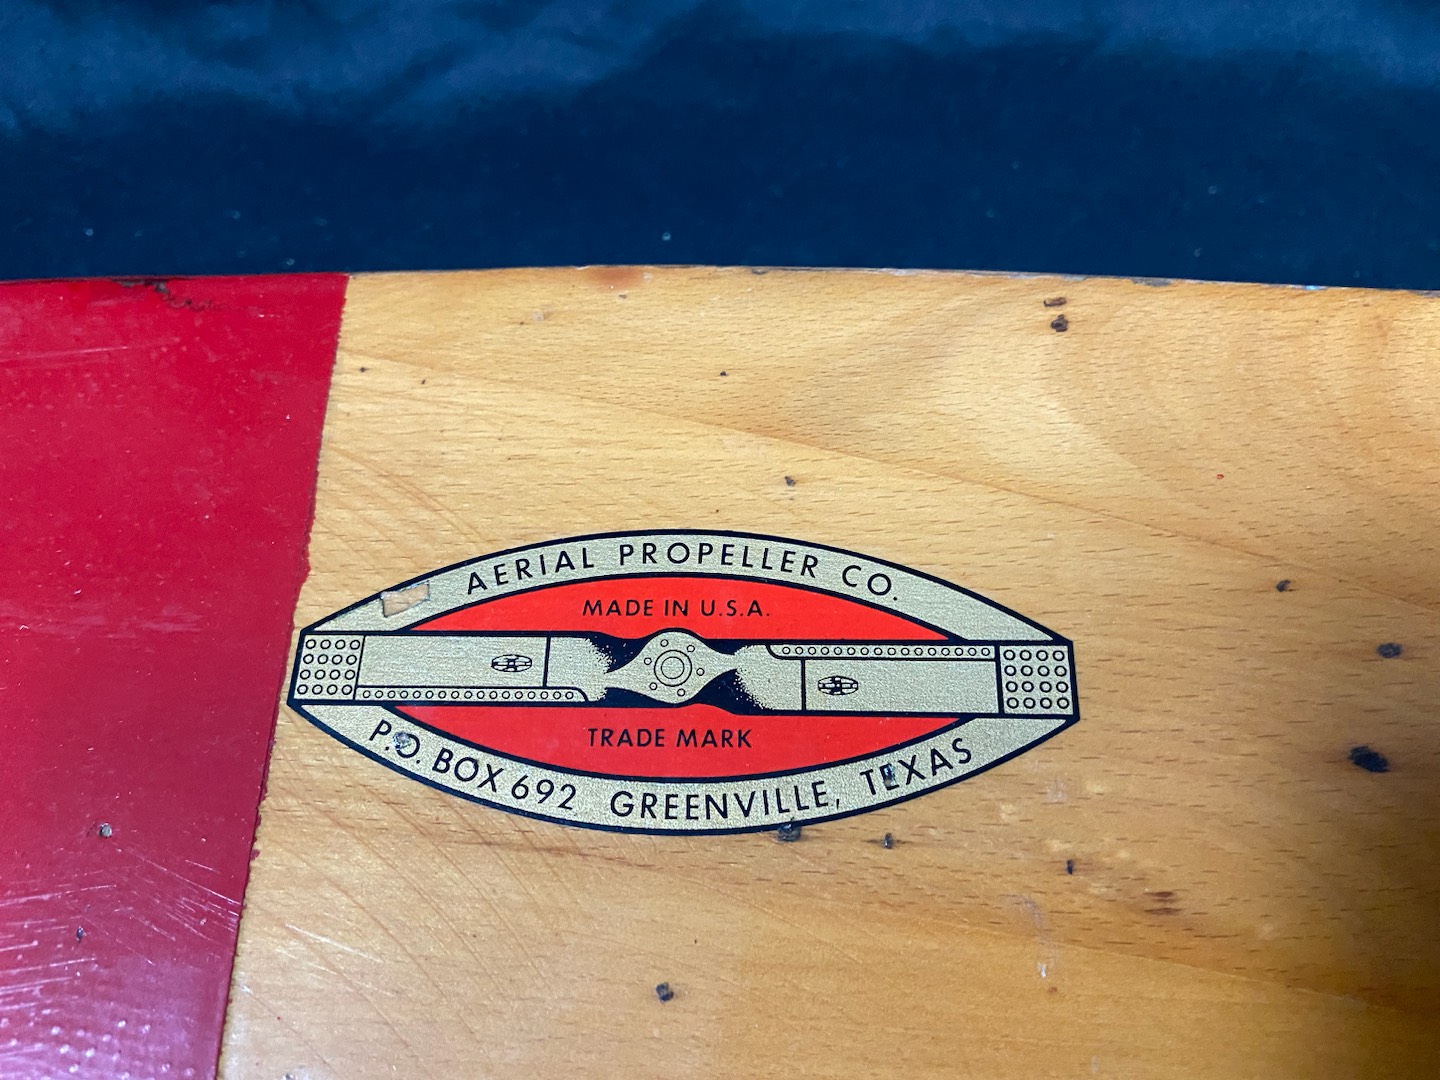 AERIAL PROPELLER CO.
MADE IN U.S.A.
TRADE MARK
P.O. BOX 692 GREENVILLE, TEXAS